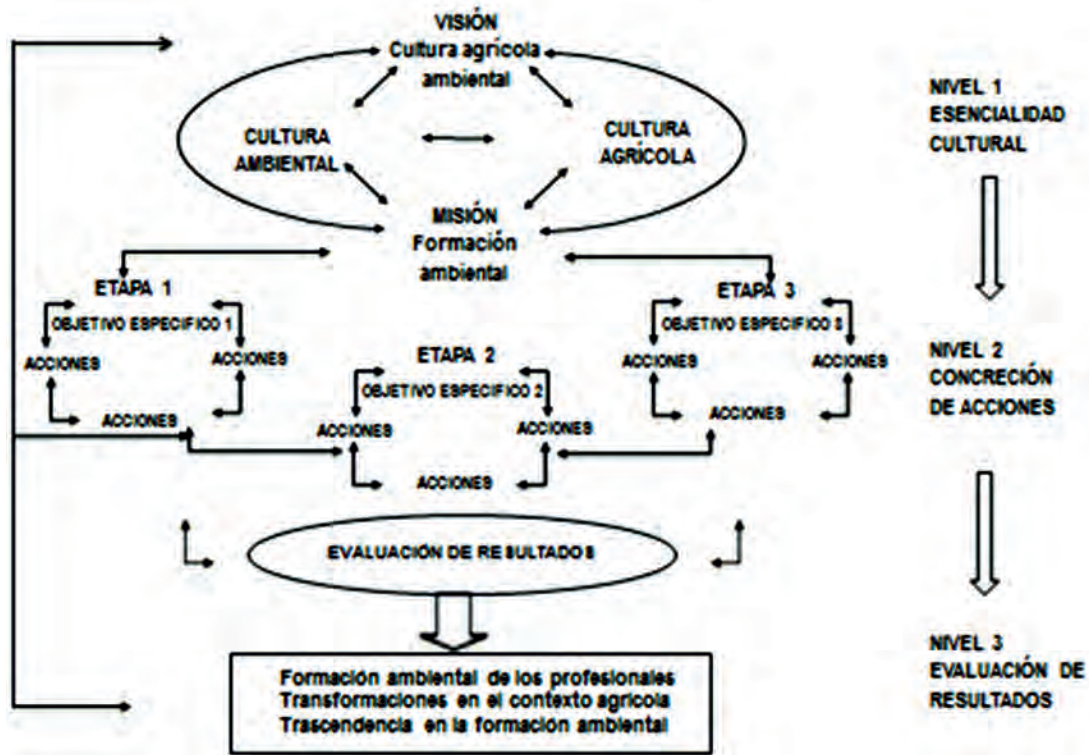 VISIÓN
Cultura agrícola
ambiental
CULTURA
AMBIENTAL
CULTURA
AGRÍCOLA
MISIÓN
Formación
ambiental
NIVEL 1
ESENCIALIDAD
CULTURAL
ETAPA 1
OBJETIVO ESPECIFICO 1
ACCIONES
ACCIONES
ACCIONES
ETAPA 2
OBJETIVO ESPECIFICO 2
ACCIONES
ACCIONES
ACCIONES
ETAPA 3
OBJETIVO ESPECIFICO 3
ACCIONES
ACCIONES
ACCIONES
NIVEL 2
CONCRECIÓN
DE ACCIONES
EVALUACIÓN DE RESULTADOS
Formación ambiental de los profesionales
Transformaciones en el contexto agrícola
Trascendencia en la formación ambiental
NIVEL 3
EVALUACIÓN DE
RESULTADOS